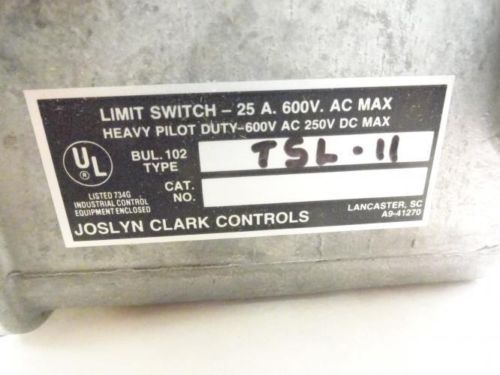 LIMIT SWITCH – 25 A. 600V. AC MAX
HEAVY PILOT DUTY–600V AC 250V DC MAX
UL
®
LISTED 734G
INDUSTRIAL CONTROL
EQUIPMENT ENCLOSED
BUL. 102
TYPE
TSL-11
CAT.
NO.
JOSLYN CLARK CONTROLS
LANCASTER, SC
A9-41270